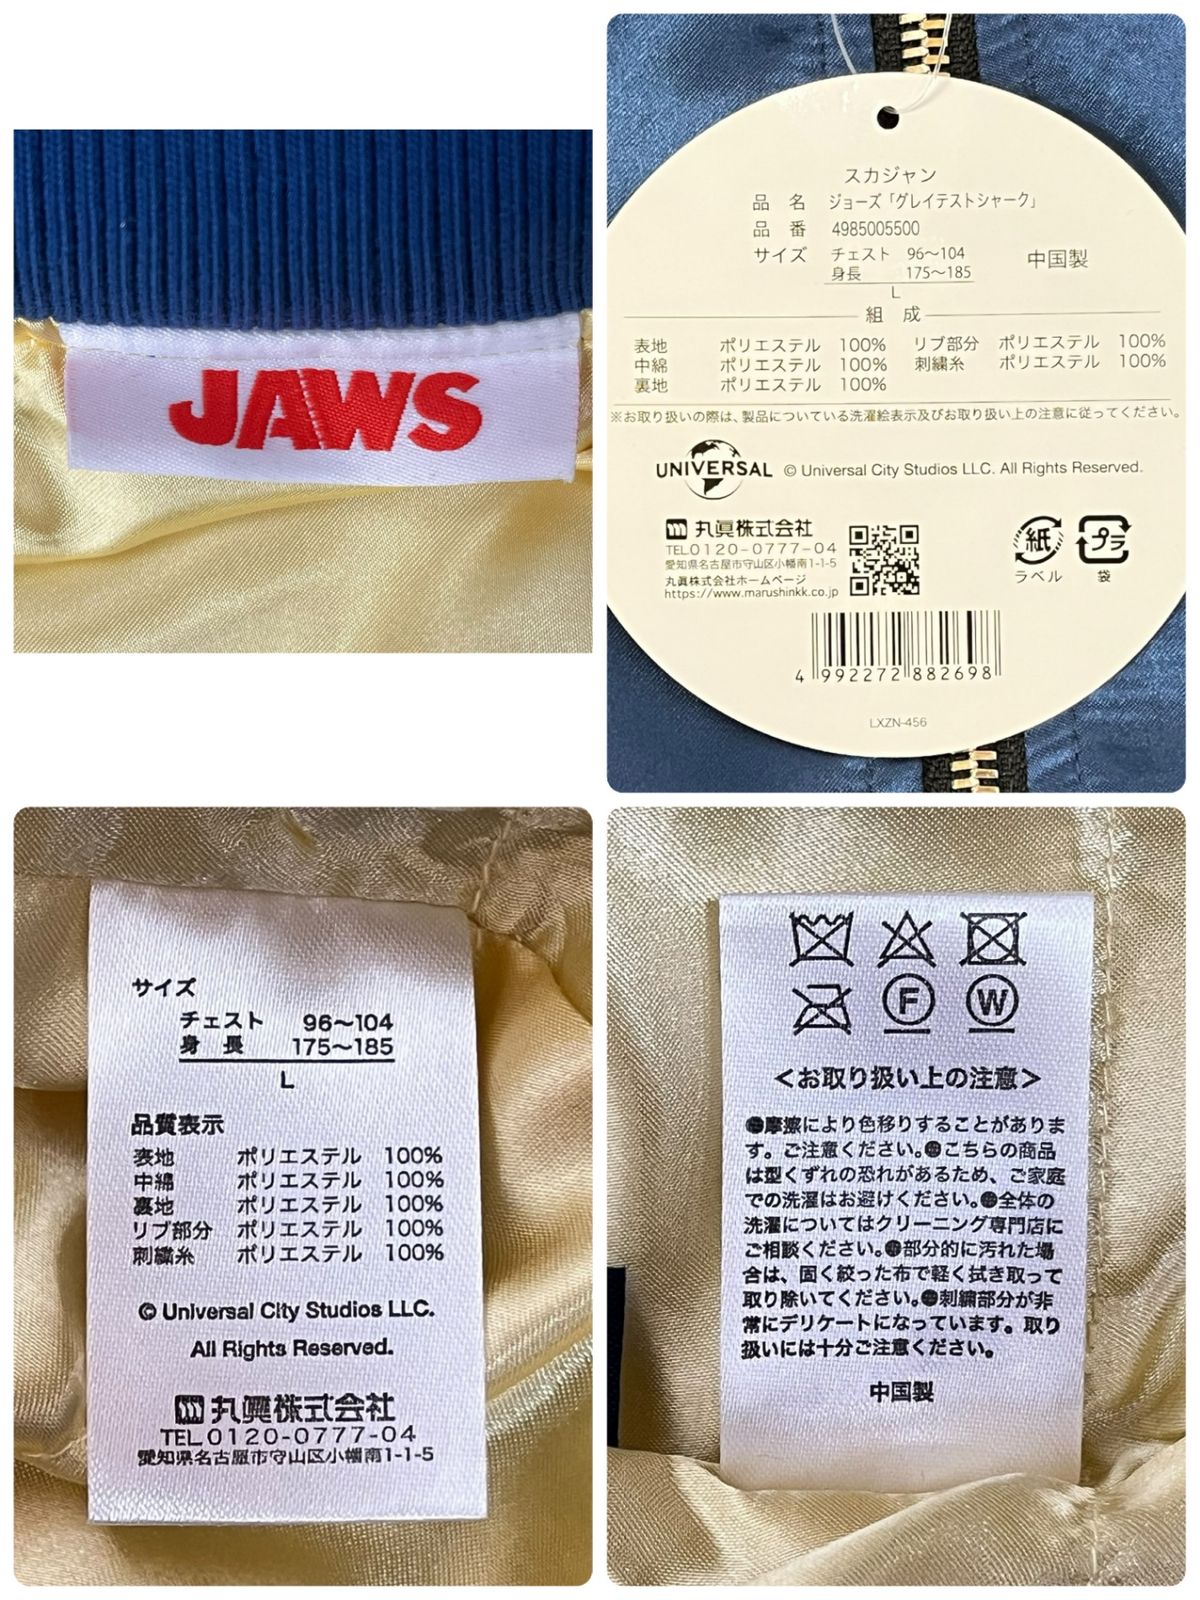 JAWS
スカジャン
品 名 ジョーズ「グレイテストシャーク」
品 番 4985005500
サイズ チェスト 96〜104
身長 175〜185
L
中国製
組 成
表地 ポリエステル 100% リブ部分 ポリエステル 100%
中綿 ポリエステル 100% 刺繍糸 ポリエステル 100%
裏地 ポリエステル 100%
※お取り扱いの際は、製品についている洗濯絵表示及びお取り扱い上の注意に従ってください。
UNIVERSAL © Universal City Studios LLC. All Rights Reserved.
丸眞株式会社
TEL0120-0777-04
愛知県名古屋市守山区小幡南1-1-5
丸眞株式会社ホームページ
https://www.marushinkk.co.jp
紙 プラ
ラベル 袋
4 992272 882698
LXZN-456
サイズ
チェスト 96〜104
身 長 175〜185
L
品質表示
表地 ポリエステル 100%
中綿 ポリエステル 100%
裏地 ポリエステル 100%
リブ部分 ポリエステル 100%
刺繍糸 ポリエステル 100%
© Universal City Studios LLC.
All Rights Reserved.
丸眞株式会社
TEL0120-0777-04
愛知県名古屋市守山区小幡南1-1-5
F W
<お取り扱い上の注意>
●摩擦により色移りすることがありま
す。ご注意ください。●こちらの商品
は型くずれの恐れがあるため、ご家庭
での洗濯はお避けください。●全体の
洗濯についてはクリーニング専門店に
ご相談ください。●部分的に汚れた場
合は、固く絞った布で軽く拭き取って
取り除いてください。●刺繍部分が非
常にデリケートになっています。取り
扱いには十分ご注意ください。
中国製